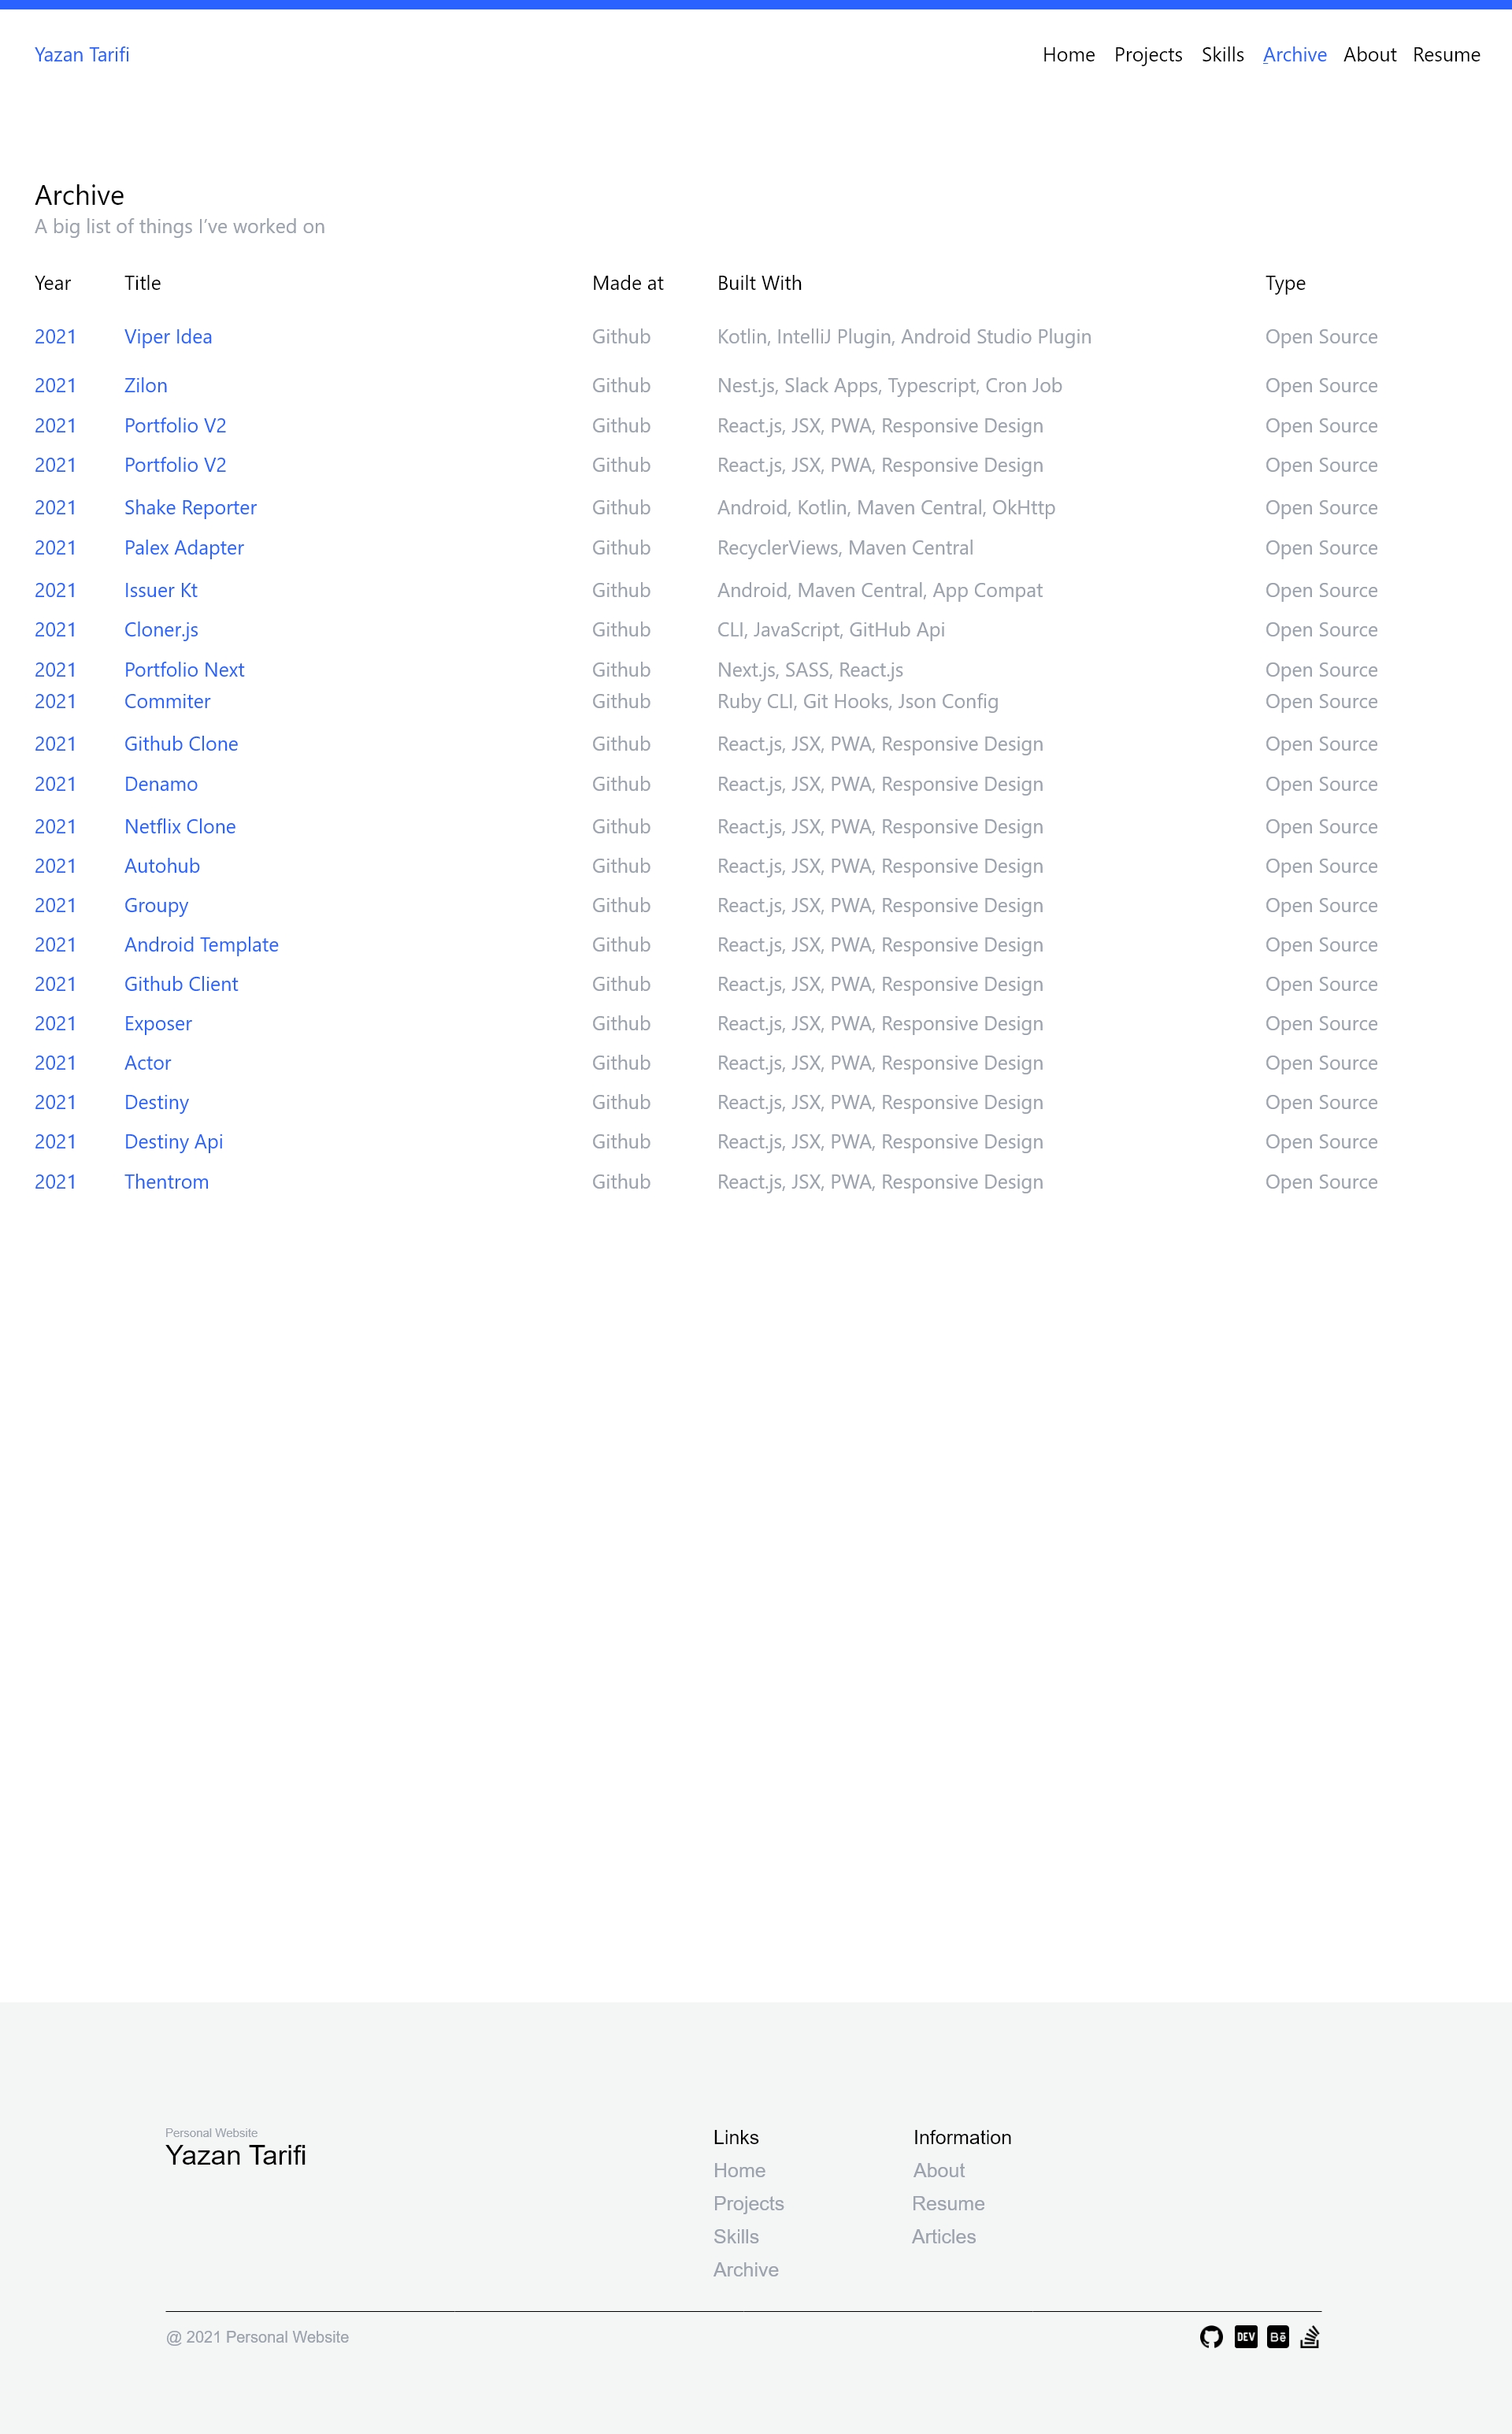 Yazan Tarifi Home Projects Skills Archive About Resume
Archive
A big list of things I've worked on
Year Title Made at Built With Type
2021 Viper Idea Github Kotlin, IntelliJ Plugin, Android Studio Plugin Open Source
2021 Zilon Github Nest.js, Slack Apps, Typescript, Cron Job Open Source
2021 Portfolio V2 Github React.js, JSX, PWA, Responsive Design Open Source
2021 Portfolio V2 Github React.js, JSX, PWA, Responsive Design Open Source
2021 Shake Reporter Github Android, Kotlin, Maven Central, OkHttp Open Source
2021 Palex Adapter Github RecyclerViews, Maven Central Open Source
2021 Issuer Kt Github Android, Maven Central, App Compat Open Source
2021 Cloner.js Github CLI, JavaScript, GitHub Api Open Source
2021 Portfolio Next Github Next.js, SASS, React.js Open Source
2021 Commiter Github Ruby CLI, Git Hooks, Json Config Open Source
2021 Github Clone Github React.js, JSX, PWA, Responsive Design Open Source
2021 Denamo Github React.js, JSX, PWA, Responsive Design Open Source
2021 Netflix Clone Github React.js, JSX, PWA, Responsive Design Open Source
2021 Autohub Github React.js, JSX, PWA, Responsive Design Open Source
2021 Groupy Github React.js, JSX, PWA, Responsive Design Open Source
2021 Android Template Github React.js, JSX, PWA, Responsive Design Open Source
2021 Github Client Github React.js, JSX, PWA, Responsive Design Open Source
2021 Exposer Github React.js, JSX, PWA, Responsive Design Open Source
2021 Actor Github React.js, JSX, PWA, Responsive Design Open Source
2021 Destiny Github React.js, JSX, PWA, Responsive Design Open Source
2021 Destiny Api Github React.js, JSX, PWA, Responsive Design Open Source
2021 Thentrom Github React.js, JSX, PWA, Responsive Design Open Source
Personal Website
Yazan Tarifi
Links Information
Home About
Projects Resume
Skills Articles
Archive
@ 2021 Personal Website DEV Bē